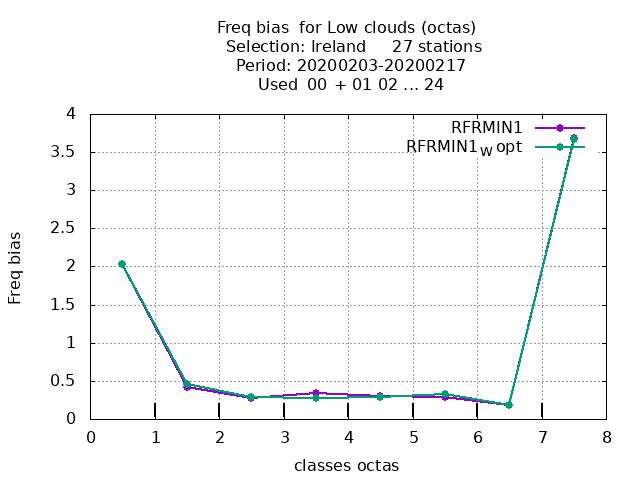 Freq bias  for Low clouds (octas)
Selection: Ireland     27 stations
Period: 20200203-20200217
Used  00  + 01 02 ... 24
4
3.5
3
2.5
2
1.5
1
0.5
0
RFRMIN1
RFRMIN1W opt
Freq bias
0 1 2 3 4 5 6 7 8
classes octas